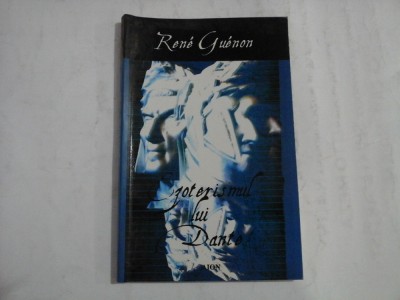 René Guénon
Ezoterismul
lui
Dante